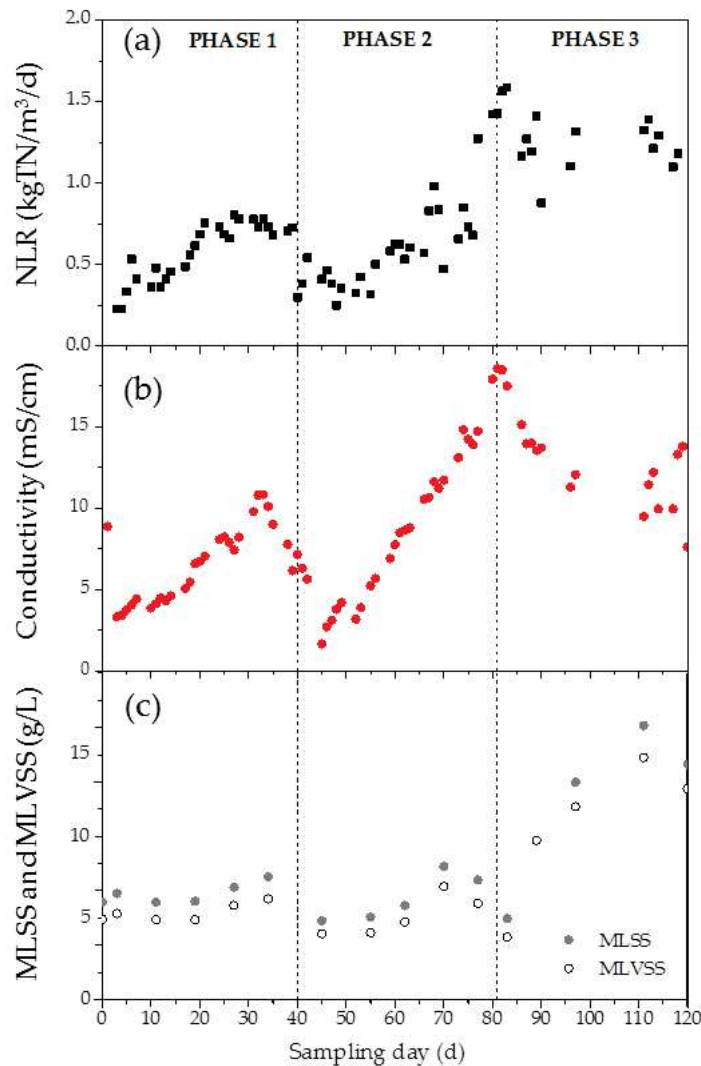 (a)
PHASE 1
PHASE 2
PHASE 3
NLR (kgTN/m³/d)
2.0
1.5
1.0
0.5
0.0
(b)
Conductivity (mS/cm)
15
10
5
0
(c)
MLSS and MLVSS (g/L)
15
10
5
0
MLSS
MLVSS
0 10 20 30 40 50 60 70 80 90 100 110 120
Sampling day (d)